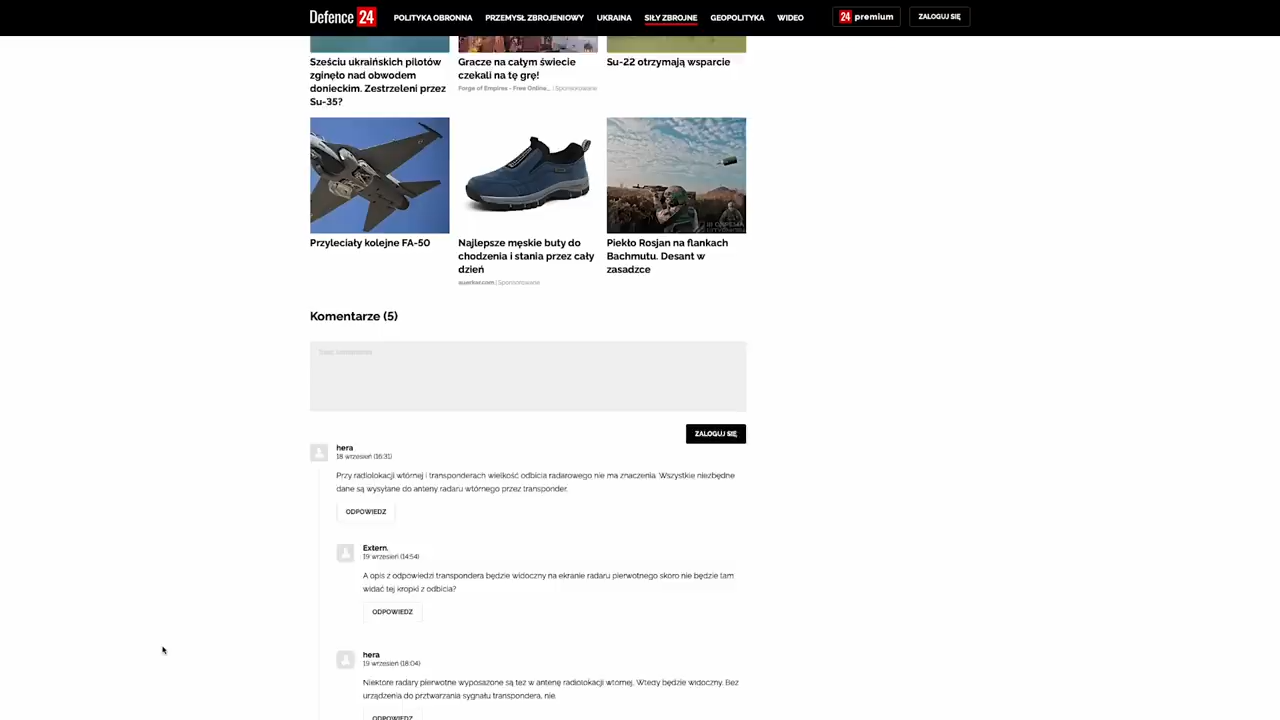 Defence 24
POLITYKA OBRONNA PRZEMYSŁ ZBROJENIOWY UKRAINA SIŁY ZBROJNE GEOPOLITYKA WIDEO
24 premium
ZALOGUJ SIĘ
Sześciu ukraińskich pilotów
zginęło nad obwodem
donieckim. Zestrzeleni przez
Su-35?
Gracze na całym świecie
czekali na tę grę!
Forge of Empires - Free Online... | Sponsorowane
Su-22 otrzymają wsparcie
Przyleciały kolejne FA-50
Najlepsze męskie buty do
chodzenia i stania przez cały
dzień
| Sponsorowane
Piekło Rosjan na flankach
Bachmutu. Desant w
zasadzce
Komentarze (5)
ZALOGUJ SIĘ
hera
18 wrzesień (16:31)
Przy radiolokacji wtórnej i transponderach wielkość odbicia radarowego nie ma znaczenia. Wszystkie niezbędne
dane są wysyłane do anteny radaru wtórnego przez transponder.
ODPOWIEDZ
Extern.
19 wrzesień (14:54)
A opis z odpowiedzi transpondera będzie widoczny na ekranie radaru pierwotnego skoro nie będzie tam
widać tej kropki z odbicia?
ODPOWIEDZ
hera
19 wrzesień (18:04)
Niektóre radary pierwotne wyposażone są też w antenę radiolokacji wtórnej. Wtedy będzie widoczny. Bez
urządzenia do prztwarzania sygnału transpondera, nie.
ODPOWIEDZ